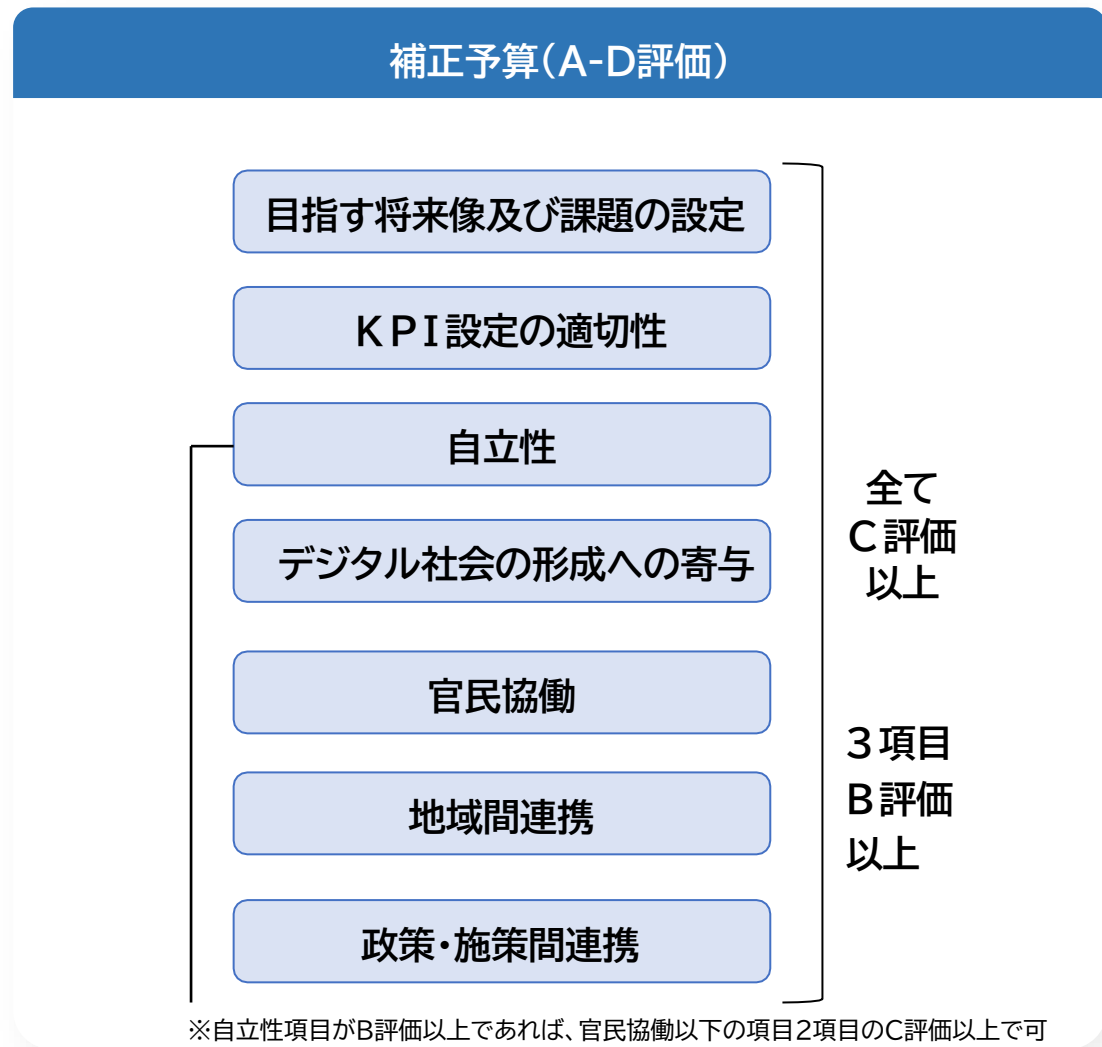 補正予算(A-D評価)
目指す将来像及び課題の設定
KPI設定の適切性
自立性
デジタル社会の形成への寄与
官民協働
地域間連携
政策・施策間連携
全て
C評価
以上
3項目
B評価
以上
※自立性項目がB評価以上であれば、官民協働以下の項目2項目のC評価以上で可